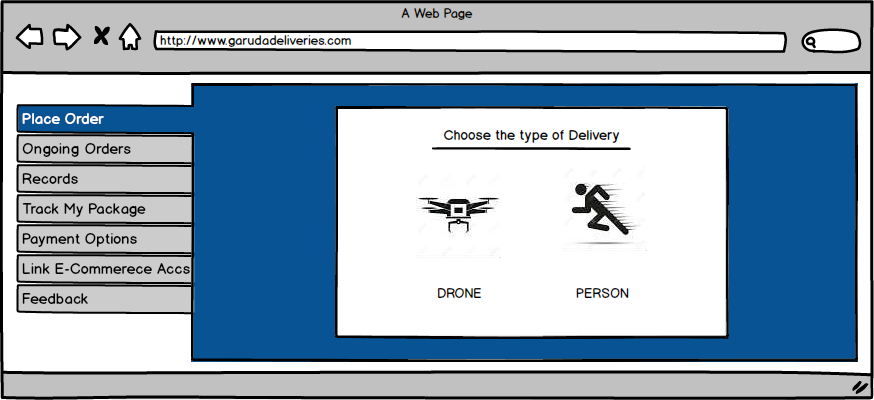 A Web Page
http://www.garudadeliveries.com
Place Order
Ongoing Orders
Records
Track My Package
Payment Options
Link E-Commerece Accs
Feedback
Choose the type of Delivery
DRONE
PERSON